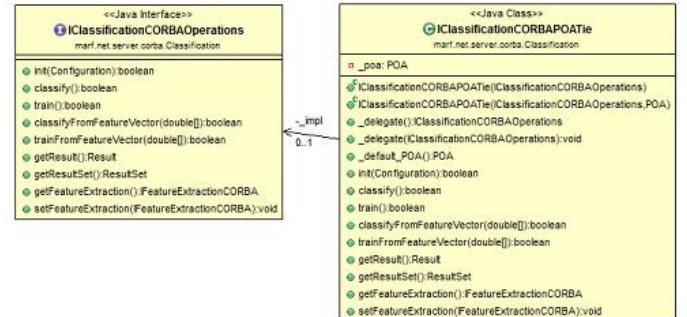 <<Java Interface>>
IClassificationCORBAOperations
marf.net.server.corba.Classification
init(Configuration):boolean
classify():boolean
train():boolean
classifyFromFeatureVector(double[]):boolean
trainFromFeatureVector(double[]):boolean
getResult():Result
getResultSet():ResultSet
getFeatureExtraction():IFeatureExtractionCORBA
setFeatureExtraction(IFeatureExtractionCORBA):void
-_impl
0..1
<<Java Class>>
IClassificationCORBAPOATie
marf.net.server.corba.Classification
_poa: POA
IClassificationCORBAPOATie(IClassificationCORBAOperations)
IClassificationCORBAPOATie(IClassificationCORBAOperations,POA)
_delegate():IClassificationCORBAOperations
_delegate(IClassificationCORBAOperations):void
_default_POA():POA
init(Configuration):boolean
classify():boolean
train():boolean
classifyFromFeatureVector(double[]):boolean
trainFromFeatureVector(double[]):boolean
getResult():Result
getResultSet():ResultSet
getFeatureExtraction():IFeatureExtractionCORBA
setFeatureExtraction(IFeatureExtractionCORBA):void